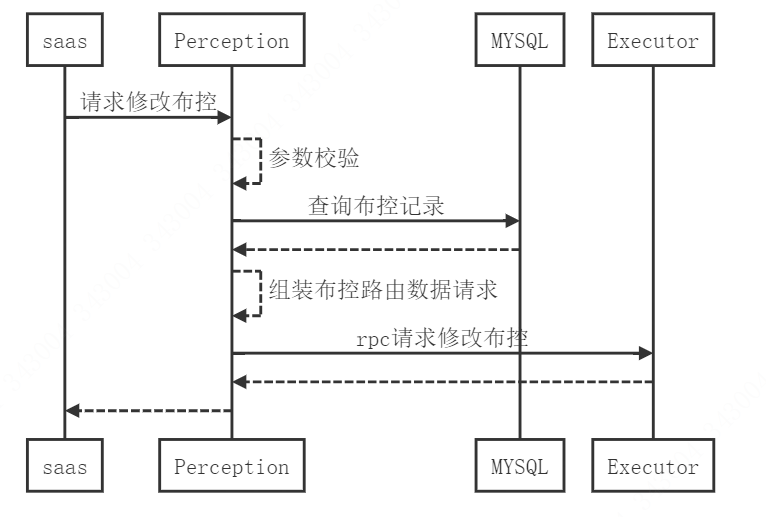 saas
Perception
MYSQL
Executor
请求修改布控
参数校验
查询布控记录
组装布控路由数据请求
rpc请求修改布控
saas
Perception
MYSQL
Executor